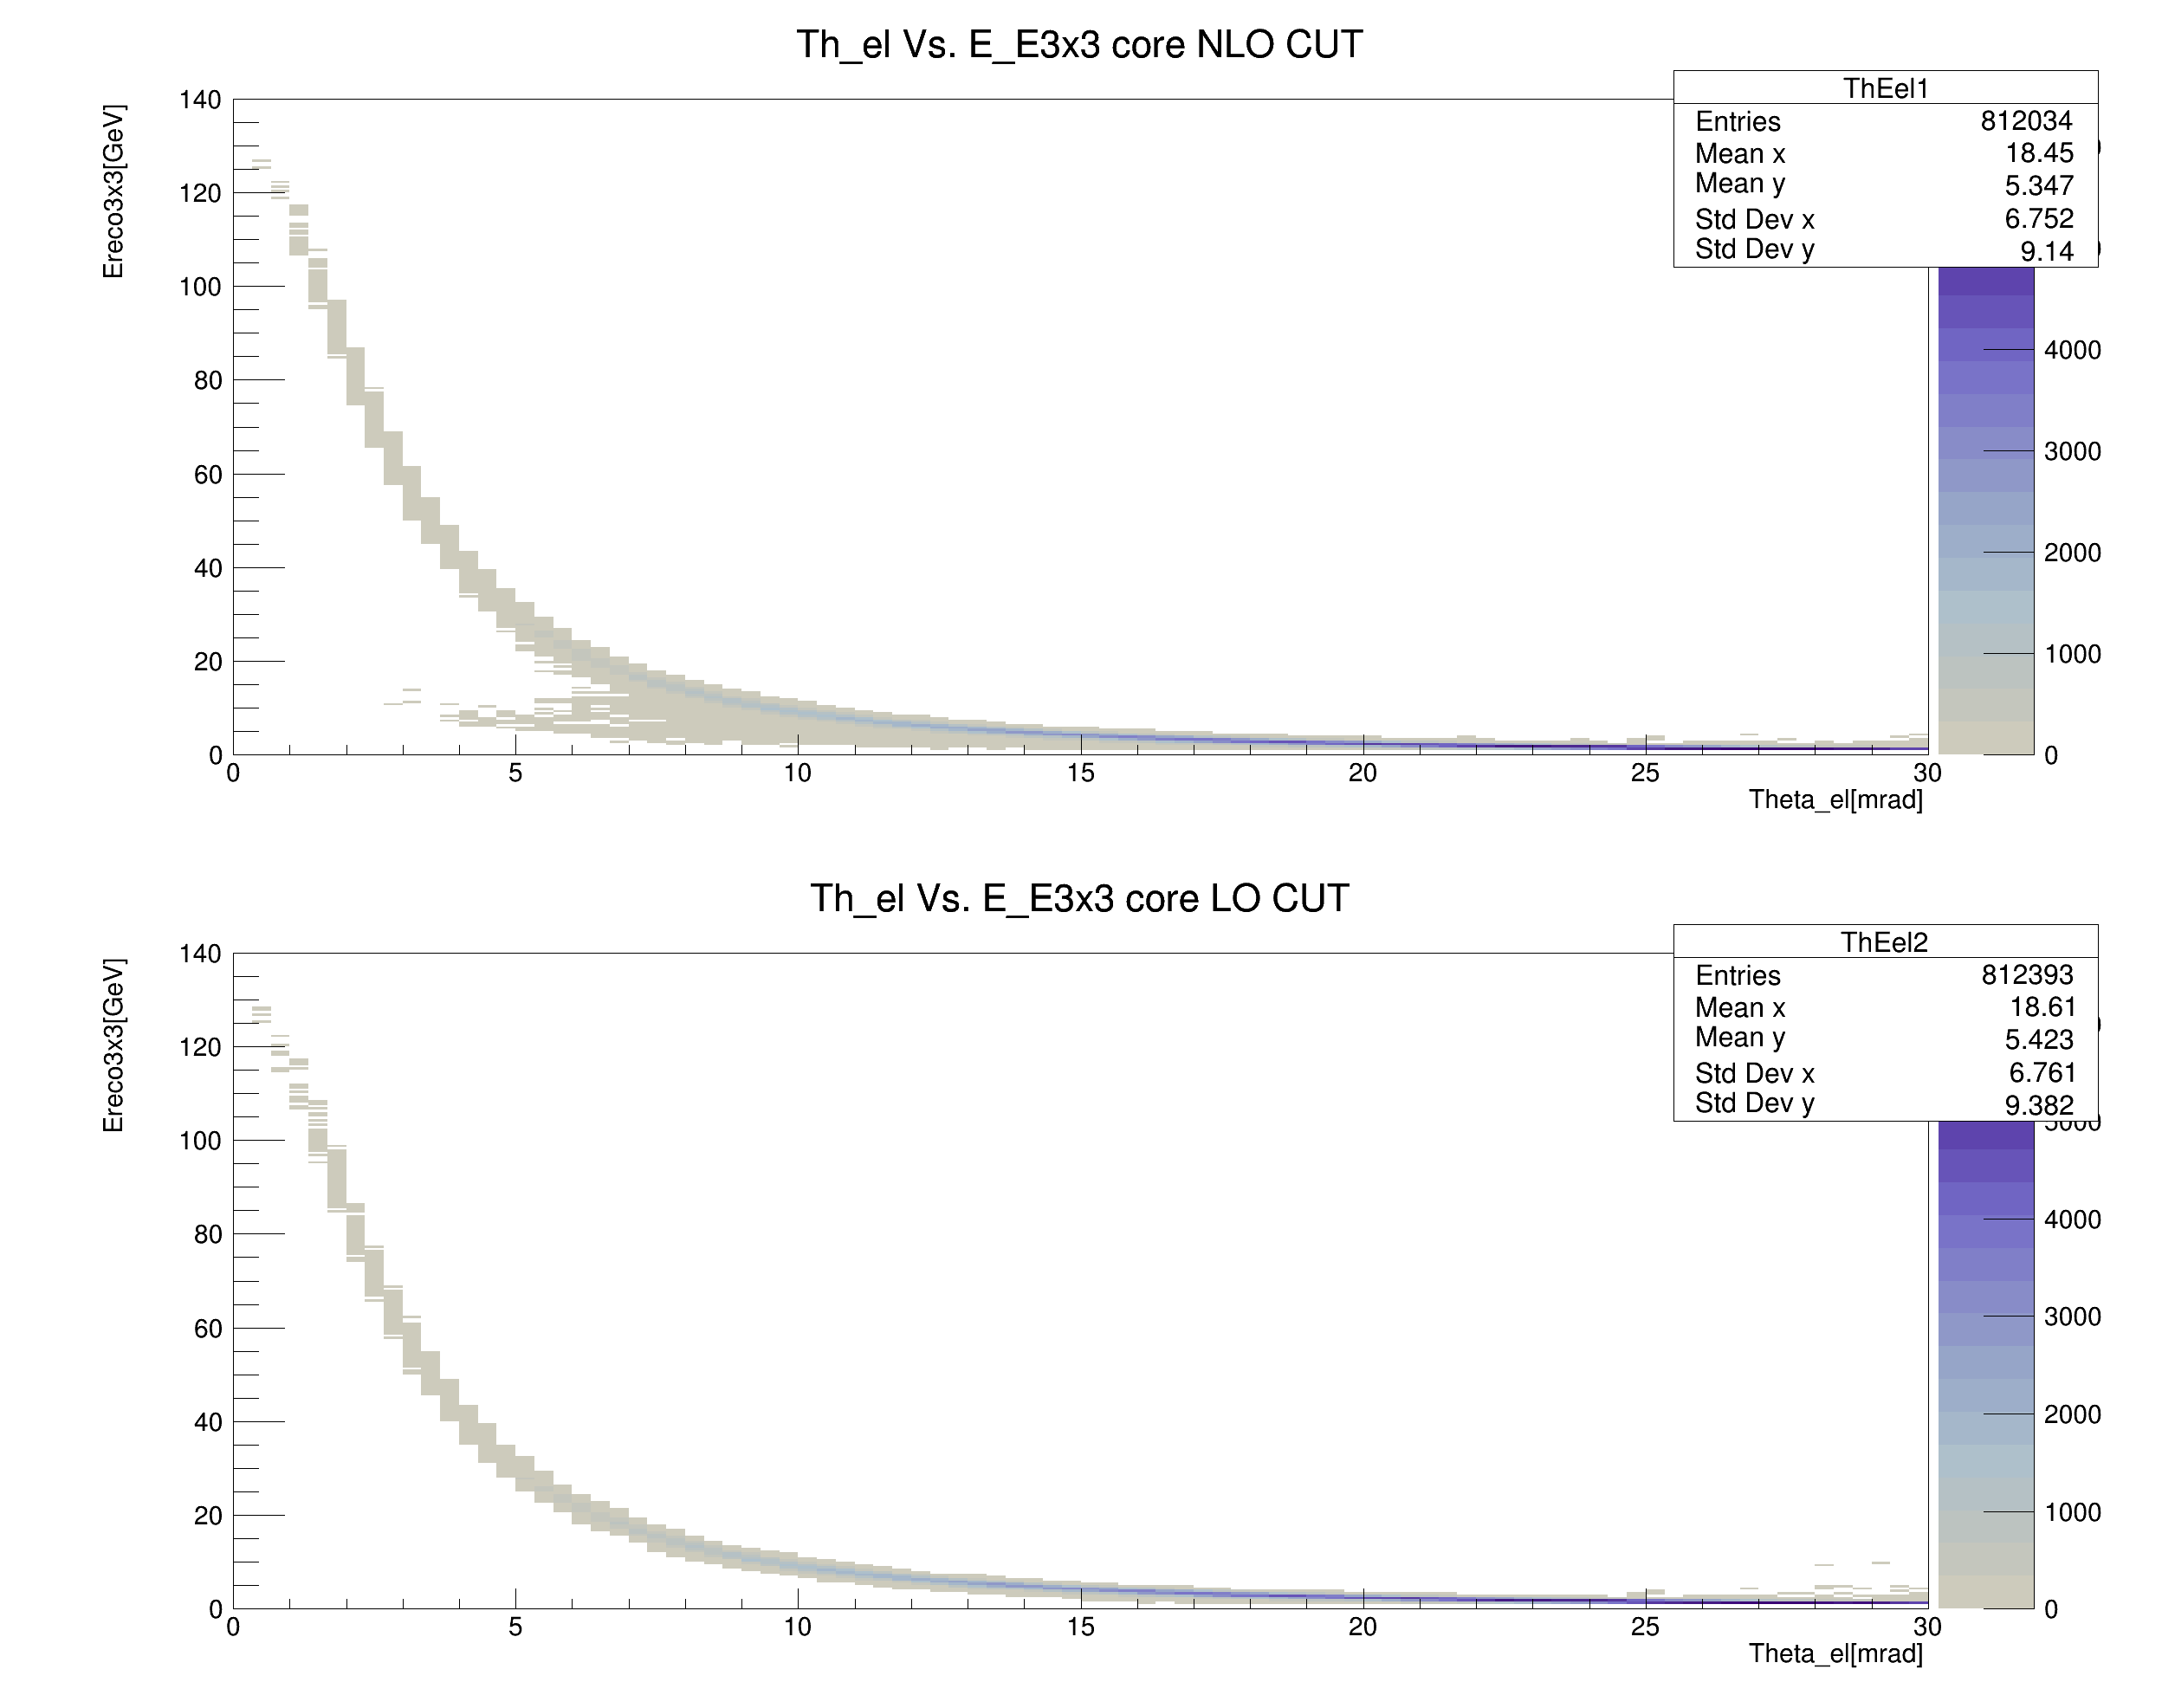 Th_el Vs. E_E3x3 core NLO CUT
ThEel1
Entries 812034
Mean x 18.45
Mean y 5.347
Std Dev x 6.752
Std Dev y 9.14
Ereco3x3[GeV]
140
120
100
80
60
40
20
0
0 5 10 15 20 25 30
Theta_el[mrad]
4000
3000
2000
1000
0
Th_el Vs. E_E3x3 core LO CUT
ThEel2
Entries 812393
Mean x 18.61
Mean y 5.423
Std Dev x 6.761
Std Dev y 9.382
Ereco3x3[GeV]
140
120
100
80
60
40
20
0
0 5 10 15 20 25 30
Theta_el[mrad]
5000
4000
3000
2000
1000
0